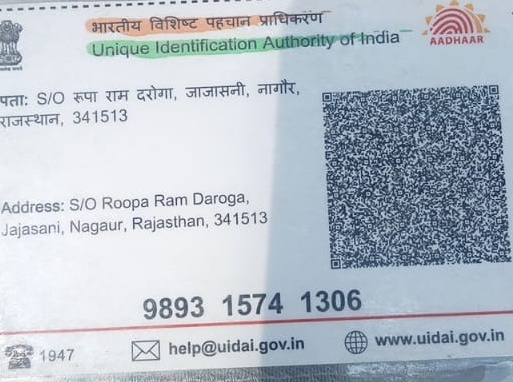 भारतीय विशिष्ट पहचान प्राधिकरण
Unique Identification Authority of India
AADHAAR
पता: S/O रूपा राम दरोगा, जाजासनी, नागौर,
राजस्थान, 341513
Address: S/O Roopa Ram Daroga,
Jajasani, Nagaur, Rajasthan, 341513
9893 1574 1306
1947
help@uidai.gov.in
www.uidai.gov.in